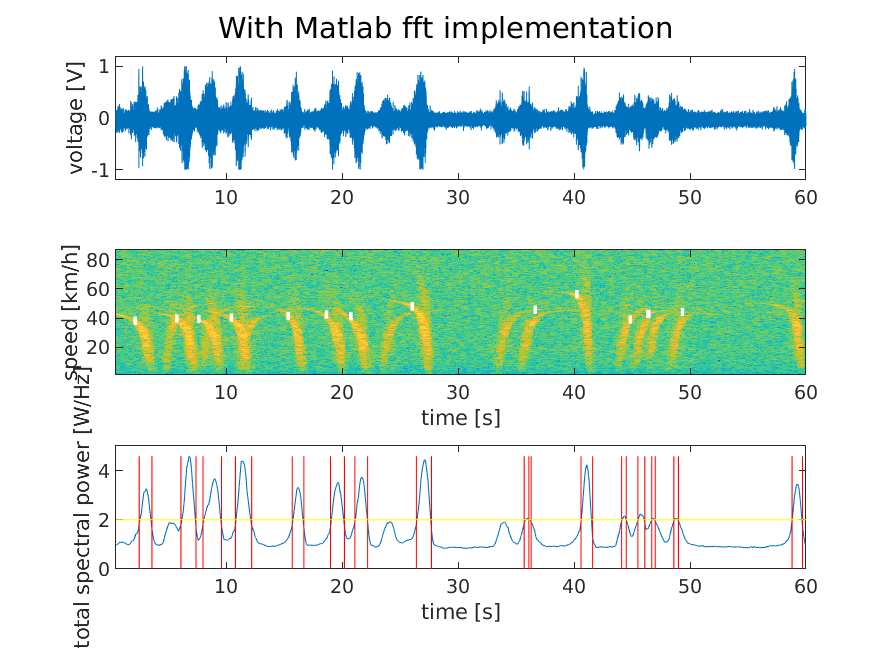 With Matlab fft implementation
voltage [V]
1
0
-1
10 20 30 40 50 60
speed [km/h]
80
60
40
20
10 20 30 40 50 60
time [s]
total spectral power [W/Hz]
4
2
0
10 20 30 40 50 60
time [s]